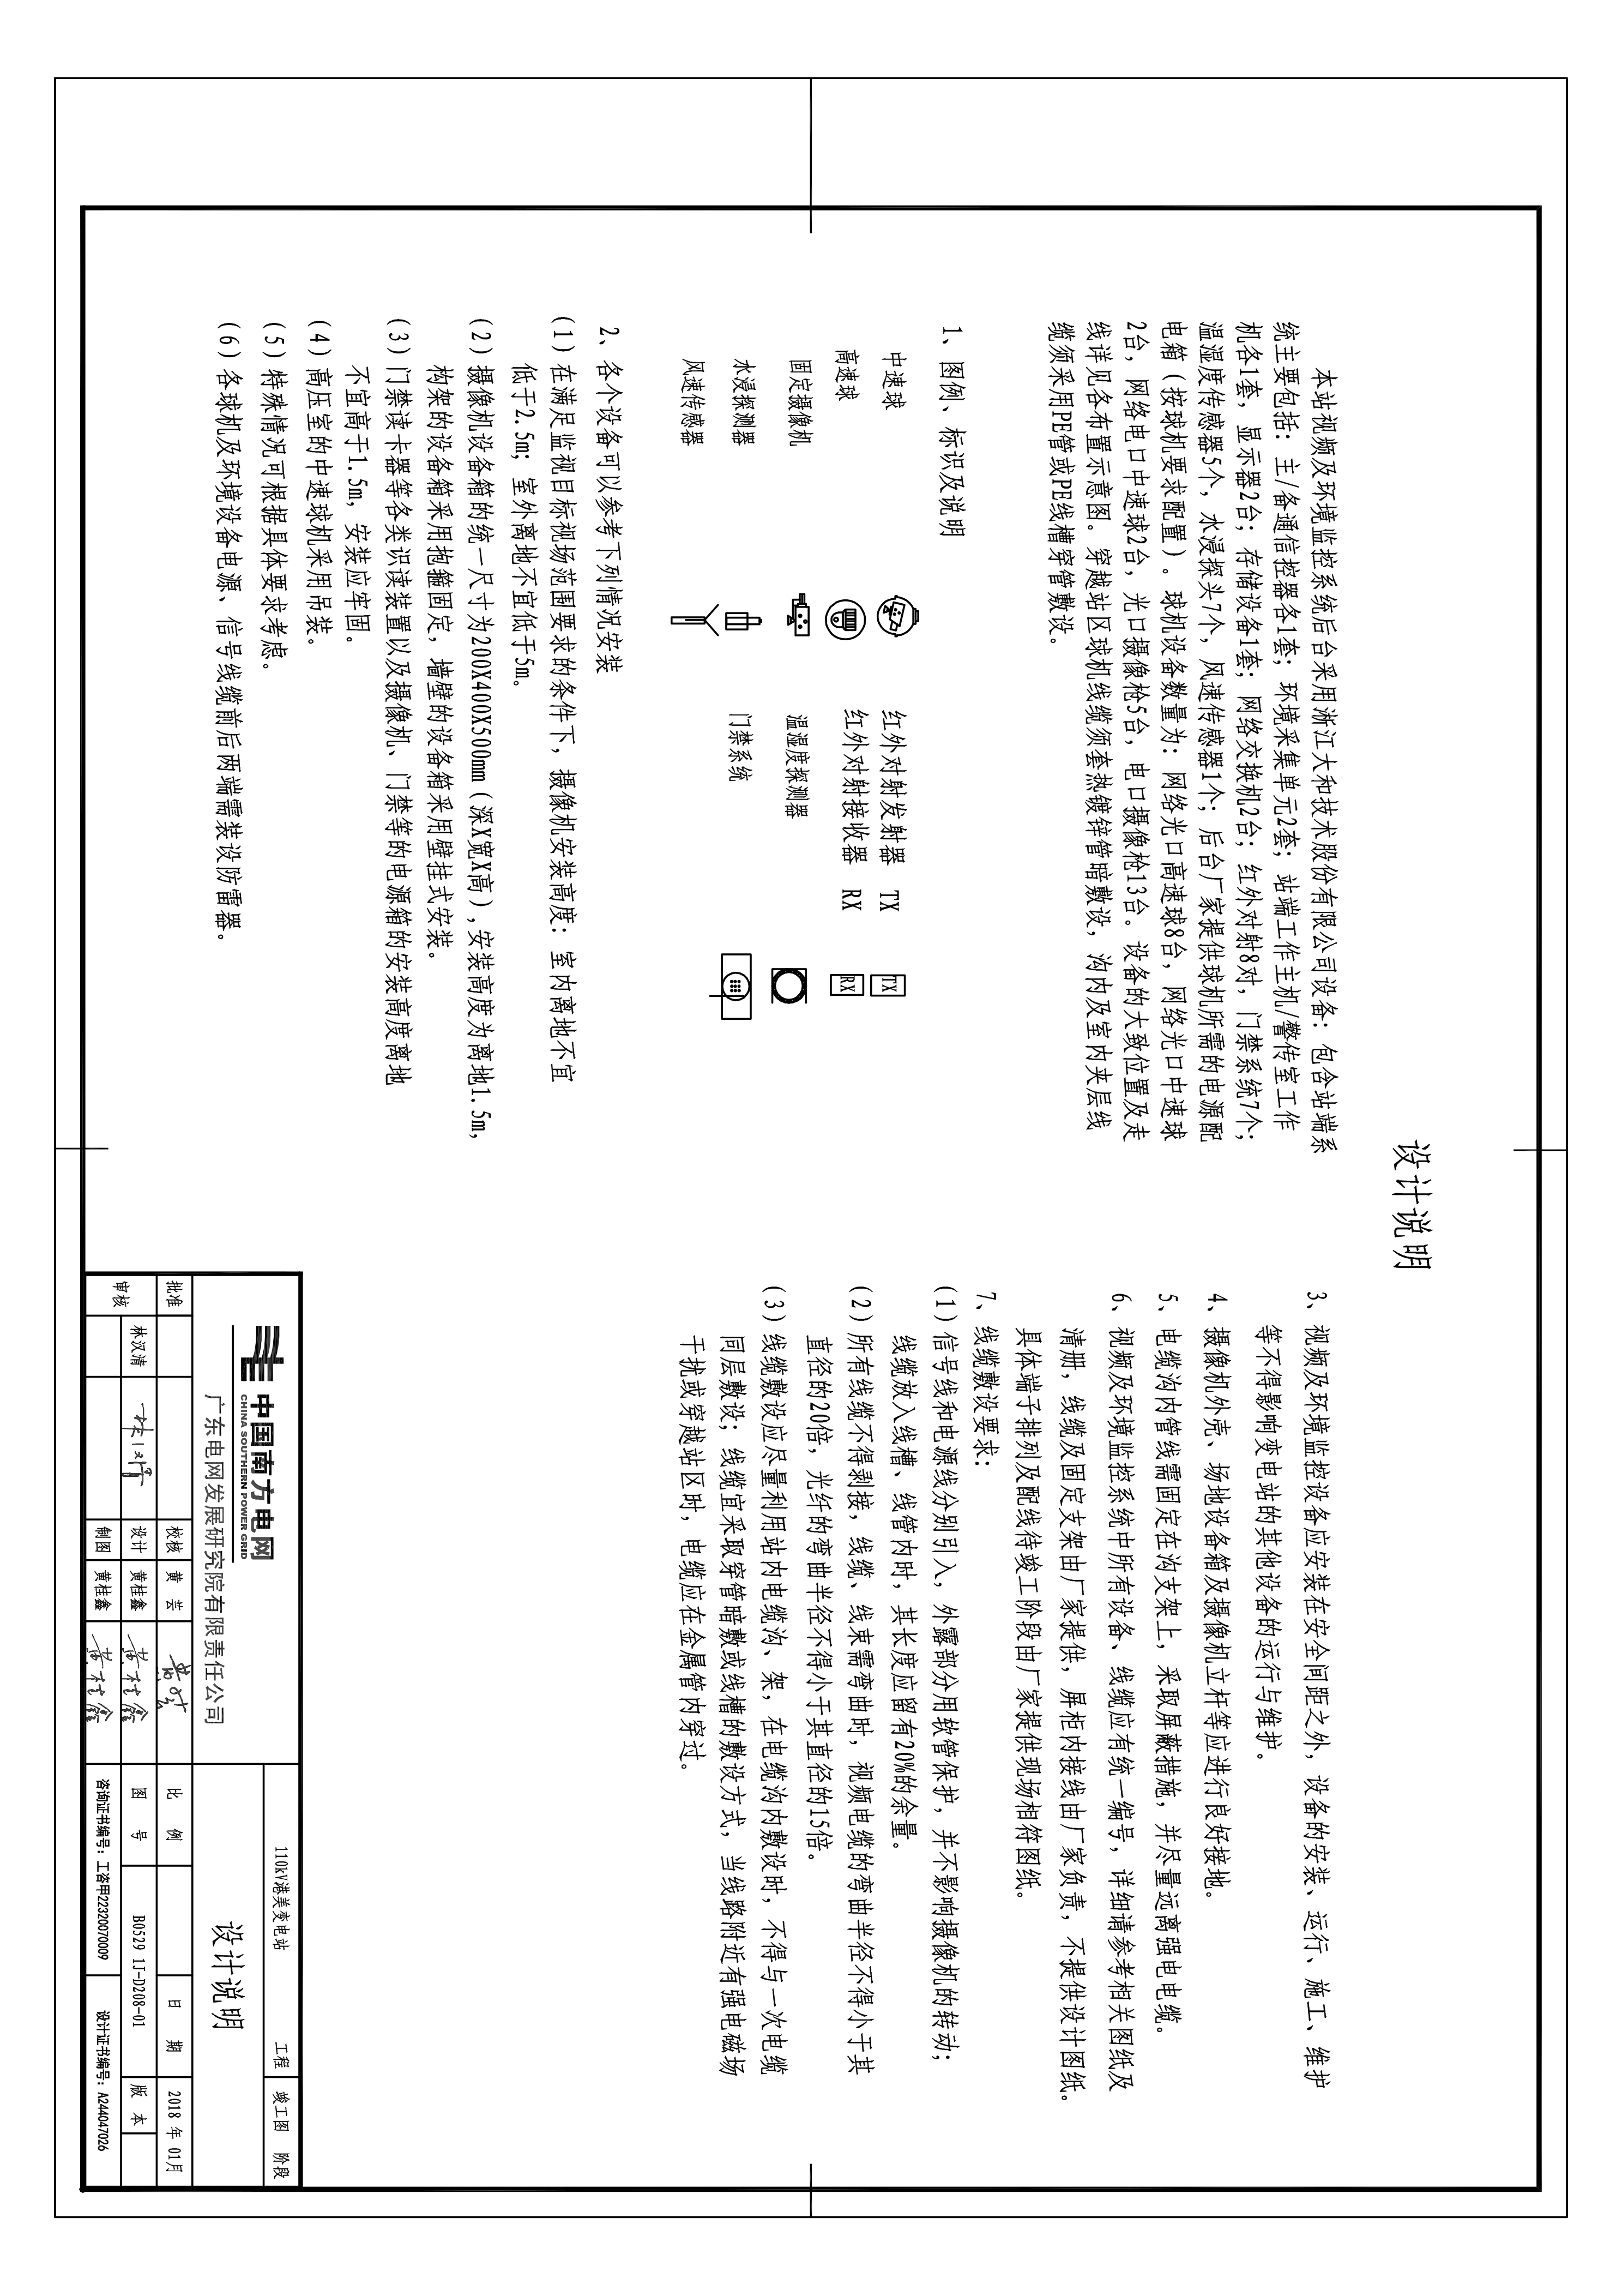 设计说明
本站视频及环境监控系统后台采用浙江大和技术股份有限公司设备：包含站端系
统主要包括：主/备通信控器各1套；环境采集单元2套；站端工作主机/警传室工作
机各1套，显示器2台；存储设备1套；网络交换机2台；红外对射8对，门禁系统7个；
温湿度传感器5个，水浸探头7个，风速传感器1个；后台厂家提供球机所需的电源配
电箱（按球机要求配置）。球机设备数量为：网络光口高速球8台，网络光口中速球
2台，网络电口中速球2台，光口摄像枪5台，电口摄像枪13台。设备的大致位置及走
线详见各布置示意图。穿越站区球机线缆须套热镀锌管暗敷设，沟内及室内夹层线
缆须采用PE管或PE线槽穿管敷设。
1、图例、标识及说明
中速球 红外对射发射器 TX TX
高速球 红外对射接收器 RX RX
固定摄像机 温湿度探测器
水浸探测器 门禁系统
风速传感器
2、各个设备可以参考下列情况安装
(1)在满足监视目标视场范围要求的条件下，摄像机安装高度：室内离地不宜
低于2.5m；室外离地不宜低于5m。
(2)摄像机设备箱的统一尺寸为200X400X500mm（深X宽X高）,安装高度为离地1.5m,
构架的设备箱采用抱箍固定，墙壁的设备箱采用壁挂式安装。
(3)门禁读卡器等各类识读装置以及摄像机、门禁等的电源箱的安装高度离地
不宜高于1.5m，安装应牢固。
(4)高压室的中速球机采用吊装。
(5)特殊情况可根据具体要求考虑。
(6)各球机及环境设备电源、信号线缆前后两端需装设防雷器。
3、视频及环境监控设备应安装在安全间距之外，设备的安装、运行、施工、维护
等不得影响变电站的其他设备的运行与维护。
4、摄像机外壳、场地设备箱及摄像机立杆等应进行良好接地。
5、电缆沟内管线需固定在沟支架上，采取屏蔽措施，并尽量远离强电电缆。
6、视频及环境监控系统中所有设备、线缆应有统一编号，详细请参考相关图纸及
清册，线缆及固定支架由厂家提供，屏柜内接线由厂家负责，不提供设计图纸。
具体端子排列及配线待竣工阶段由厂家提供现场相符图纸。
7、线缆敷设要求：
(1)信号线和电源线分别引入，外露部分用软管保护，并不影响摄像机的转动；
线缆放入线槽、线管内时，其长度应留有20%的余量。
(2)所有线缆不得剥接，线缆、线束需弯曲时，视频电缆的弯曲半径不得小于其
直径的20倍，光纤的弯曲半径不得小于其直径的15倍。
(3)线缆敷设应尽量利用站内电缆沟、架，在电缆沟内敷设时，不得与一次电缆
同层敷设；线缆宜采取穿管暗敷或线槽的敷设方式，当线路附近有强电磁场
干扰或穿越站区时，电缆应在金属管内穿过。
中国南方电网
CHINA SOUTHERN POWER GRID
广东电网发展研究院有限责任公司
110kV港美变电站 工程 竣工图 阶段
设计说明
批准 校核 黄 芸 比 例 日 期 2018 年 01月
审核 林汉清 设计 黄桂鑫 图 号 B0529 1J-D208-01 版 本
制图 黄桂鑫 咨询证书编号：工咨甲22320070009 设计证书编号：A244047026